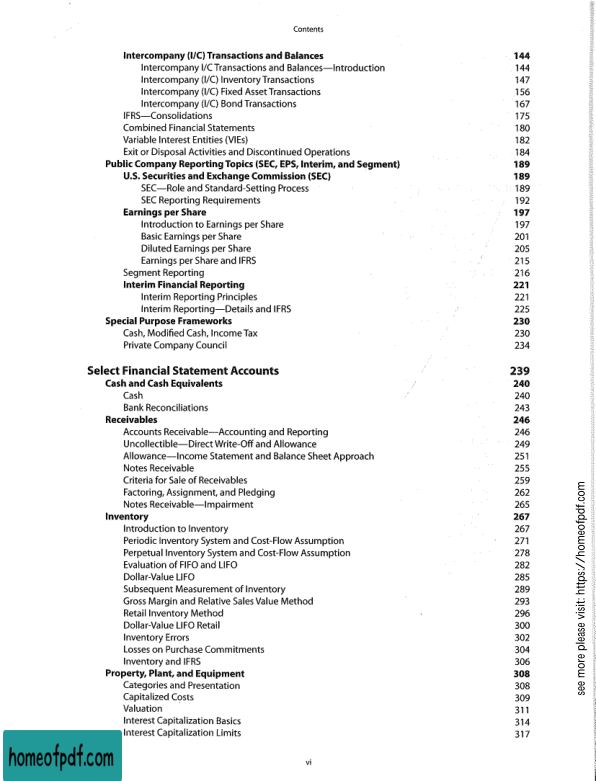 Contents
Intercompany (I/C) Transactions and Balances 144
Intercompany I/C Transactions and Balances—Introduction 144
Intercompany (I/C) Inventory Transactions 147
Intercompany (I/C) Fixed Asset Transactions 156
Intercompany (I/C) Bond Transactions 167
IFRS—Consolidations 175
Combined Financial Statements 180
Variable Interest Entities (VIEs) 182
Exit or Disposal Activities and Discontinued Operations 184
Public Company Reporting Topics (SEC, EPS, Interim, and Segment) 189
U.S. Securities and Exchange Commission (SEC) 189
SEC—Role and Standard-Setting Process 189
SEC Reporting Requirements 192
Earnings per Share 197
Introduction to Earnings per Share 197
Basic Earnings per Share 201
Diluted Earnings per Share 205
Earnings per Share and IFRS 215
Segment Reporting 216
Interim Financial Reporting 221
Interim Reporting Principles 221
Interim Reporting—Details and IFRS 225
Special Purpose Frameworks 230
Cash, Modified Cash, Income Tax 230
Private Company Council 234
Select Financial Statement Accounts 239
Cash and Cash Equivalents 240
Cash 240
Bank Reconciliations 243
Receivables 246
Accounts Receivable—Accounting and Reporting 246
Uncollectible—Direct Write-Off and Allowance 249
Allowance—Income Statement and Balance Sheet Approach 251
Notes Receivable 255
Criteria for Sale of Receivables 259
Factoring, Assignment, and Pledging 262
Notes Receivable—Impairment 265
Inventory 267
Introduction to Inventory 267
Periodic Inventory System and Cost-Flow Assumption 271
Perpetual Inventory System and Cost-Flow Assumption 278
Evaluation of FIFO and LIFO 282
Dollar-Value LIFO 285
Subsequent Measurement of Inventory 289
Gross Margin and Relative Sales Value Method 293
Retail Inventory Method 296
Dollar-Value LIFO Retail 300
Inventory Errors 302
Losses on Purchase Commitments 304
Inventory and IFRS 306
Property, Plant, and Equipment 308
Categories and Presentation 308
Capitalized Costs 309
Valuation 311
Interest Capitalization Basics 314
Interest Capitalization Limits 317
vi
homeofpdf.com
see more please visit: https://homeofpdf.com